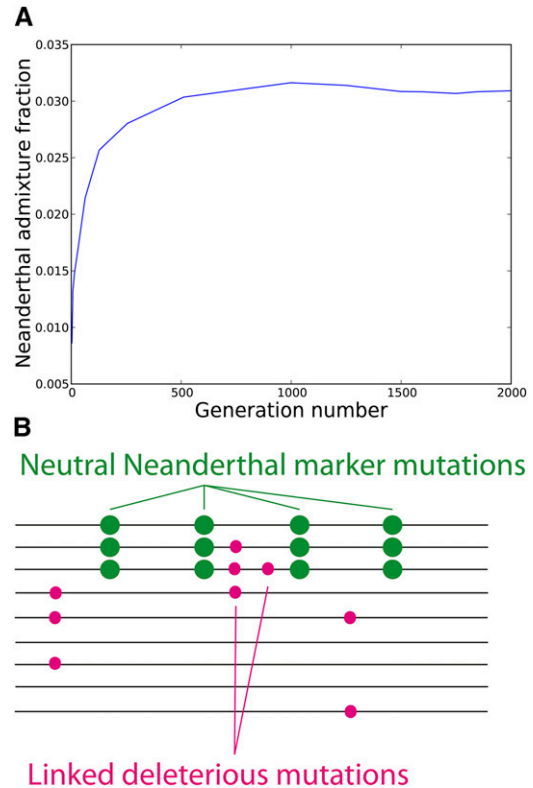 A
0.035
0.030
0.025
0.020
0.015
0.010
0.005
Neanderthal admixture fraction
0 500 1000 1500 2000
Generation number
B
Neutral Neanderthal marker mutations
Linked deleterious mutations